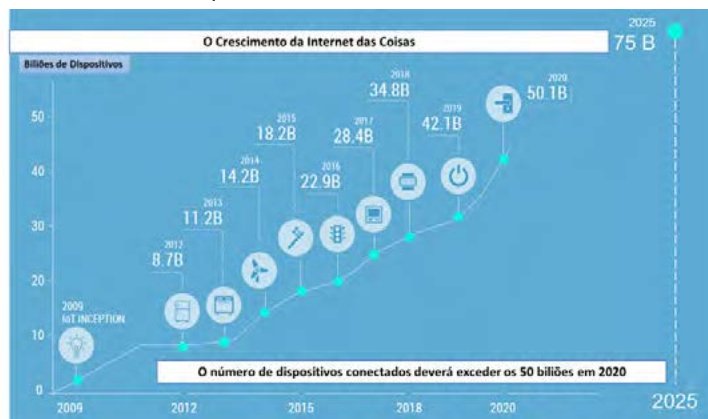 O Crescimento da Internet das Coisas
2025
75 B
Biliões de Dispositivos
50
40
30
20
10
0
2009
IoT INCEPTION
2012
8.7B
2013
11.2B
2014
14.2B
2015
18.2B
2016
22.9B
2017
28.4B
2018
34.8B
2019
42.1B
2020
50.1B
O número de dispositivos conectados deverá exceder os 50 biliões em 2020
2009
2012
2015
2018
2020
2025